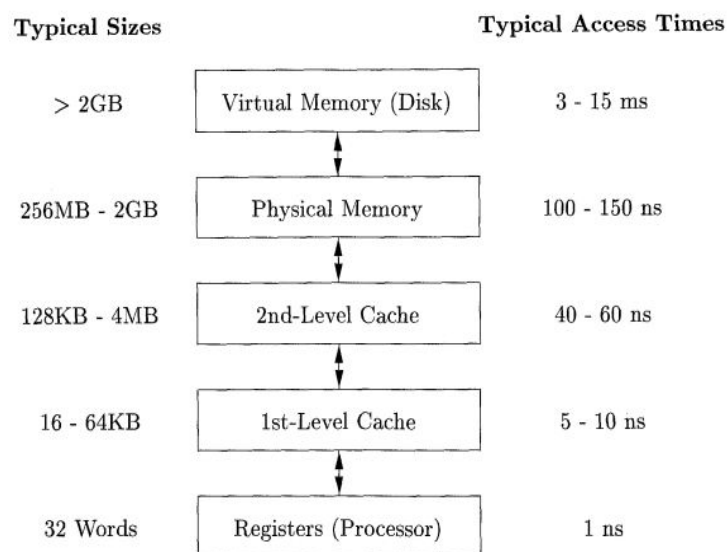 Typical Sizes Typical Access Times
> 2GB Virtual Memory (Disk) 3 - 15 ms
256MB - 2GB Physical Memory 100 - 150 ns
128KB - 4MB 2nd-Level Cache 40 - 60 ns
16 - 64KB 1st-Level Cache 5 - 10 ns
32 Words Registers (Processor) 1 ns